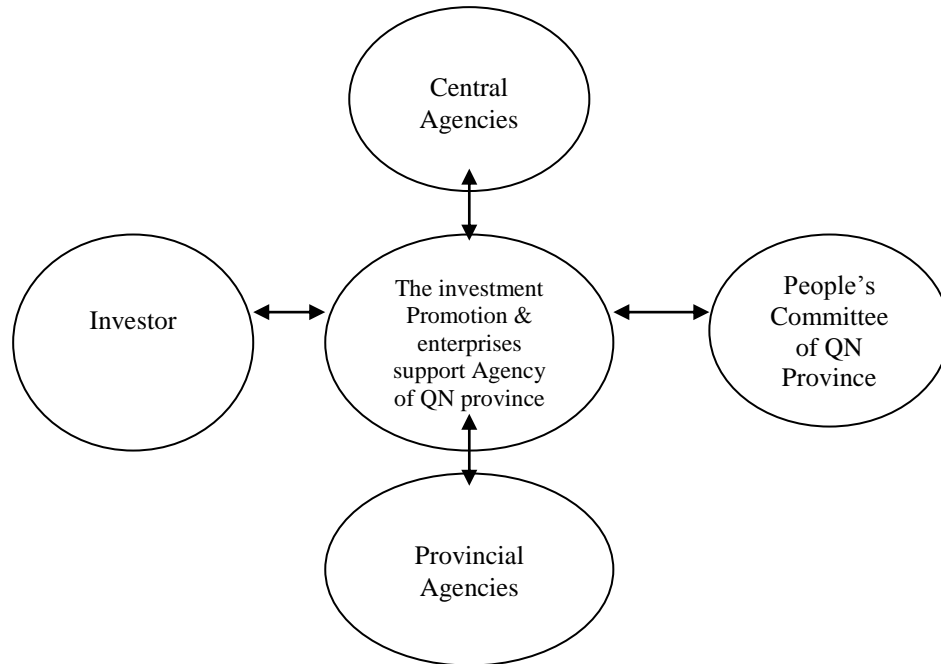 Central
Agencies
Investor
The investment
Promotion &
enterprises
support Agency
of QN province
People’s
Committee
of QN
Province
Provincial
Agencies